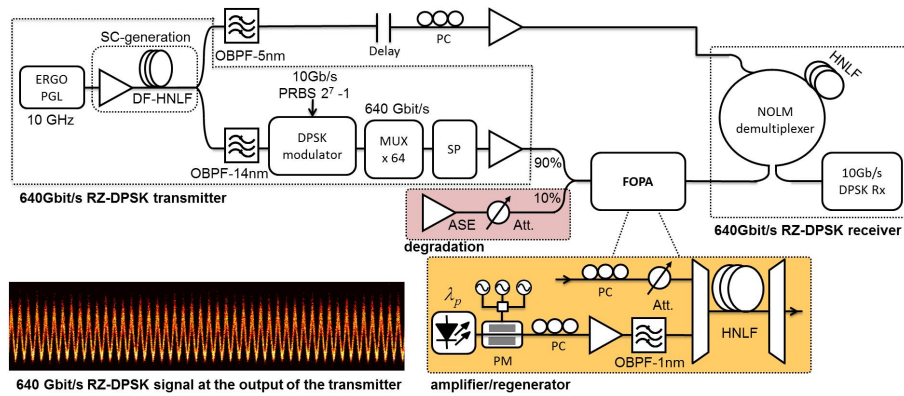 SC-generation
ERGO
PGL
10 GHz
DF-HNLF
OBPF-5nm
Delay
PC
HNLF
NOLM
demultiplexer
10Gb/s
DPSK Rx
640Gbit/s RZ-DPSK receiver
10Gb/s
PRBS 2⁷ -1
640 Gbit/s
OBPF-14nm
DPSK
modulator
MUX
x 64
SP
90%
10%
FOPA
640Gbit/s RZ-DPSK transmitter
ASE
Att.
degradation
λp
PM
PC
OBPF-1nm
PC
Att.
HNLF
amplifier/regenerator
640 Gbit/s RZ-DPSK signal at the output of the transmitter